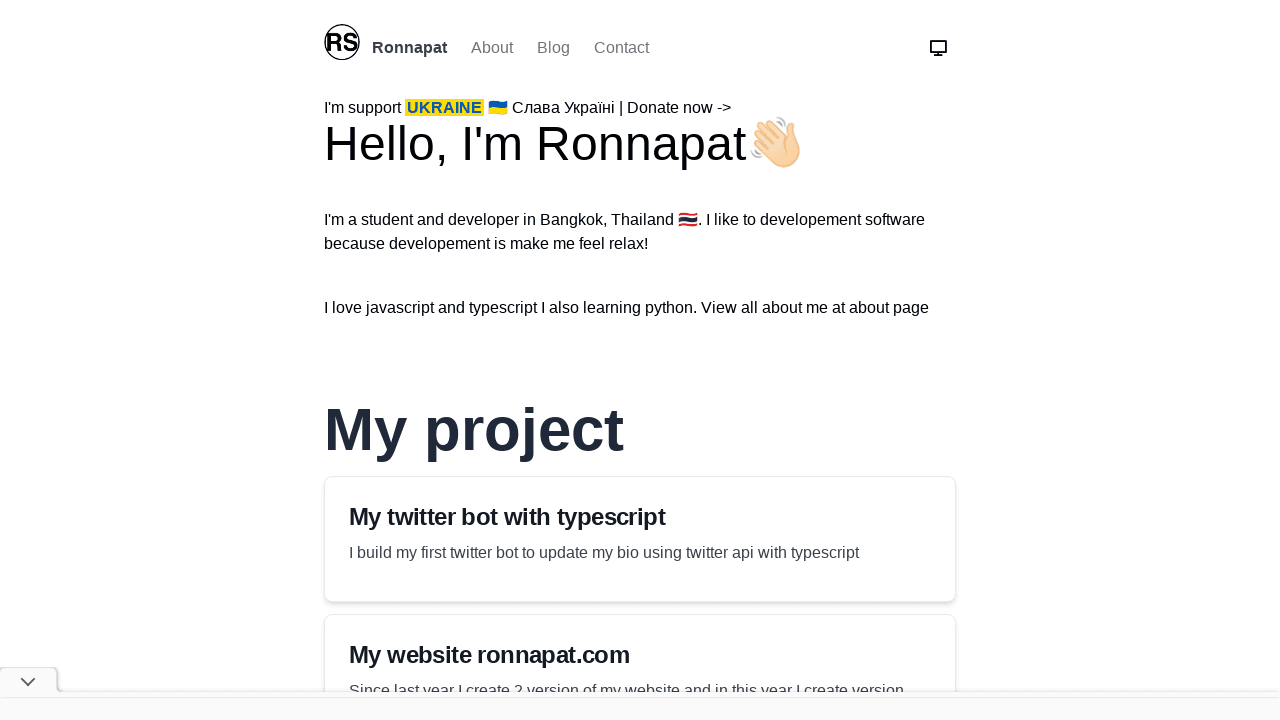 RS
Ronnapat About Blog Contact
I'm support UKRAINE 🇺🇦 Слава Україні | Donate now ->
Hello, I'm Ronnapat👋🏻
I'm a student and developer in Bangkok, Thailand 🇹🇭. I like to developement software
because developement is make me feel relax!
I love javascript and typescript I also learning python. View all about me at about page
My project
My twitter bot with typescript
I build my first twitter bot to update my bio using twitter api with typescript
My website ronnapat.com
Since last year I create 2 version of my website and in this year I create version